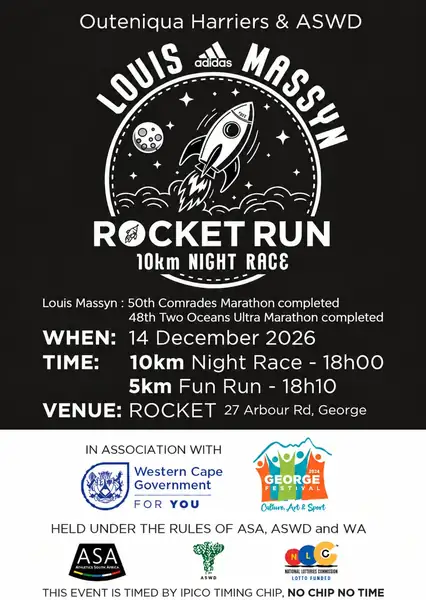 Outeniqua Harriers & ASWD
LOUIS adidas MASSYN
ROCKET RUN
10km NIGHT RACE
Louis Massyn : 50th Comrades Marathon completed
48th Two Oceans Ultra Marathon completed
WHEN: 14 December 2026
TIME: 10km Night Race - 18h00
5km Fun Run - 18h10
VENUE: ROCKET 27 Arbour Rd, George
IN ASSOCIATION WITH
Western Cape
Government
FOR YOU
2026
GEORGE
FESTIVAL
Culture, Art & Sport
HELD UNDER THE RULES OF ASA, ASWD and WA
ASA
ATHLETICS SOUTH AFRICA
ASWD
NLC
NATIONAL LOTTERIES COMMISSION
LOTTO FUNDED
THIS EVENT IS TIMED BY IPICO TIMING CHIP, NO CHIP NO TIME